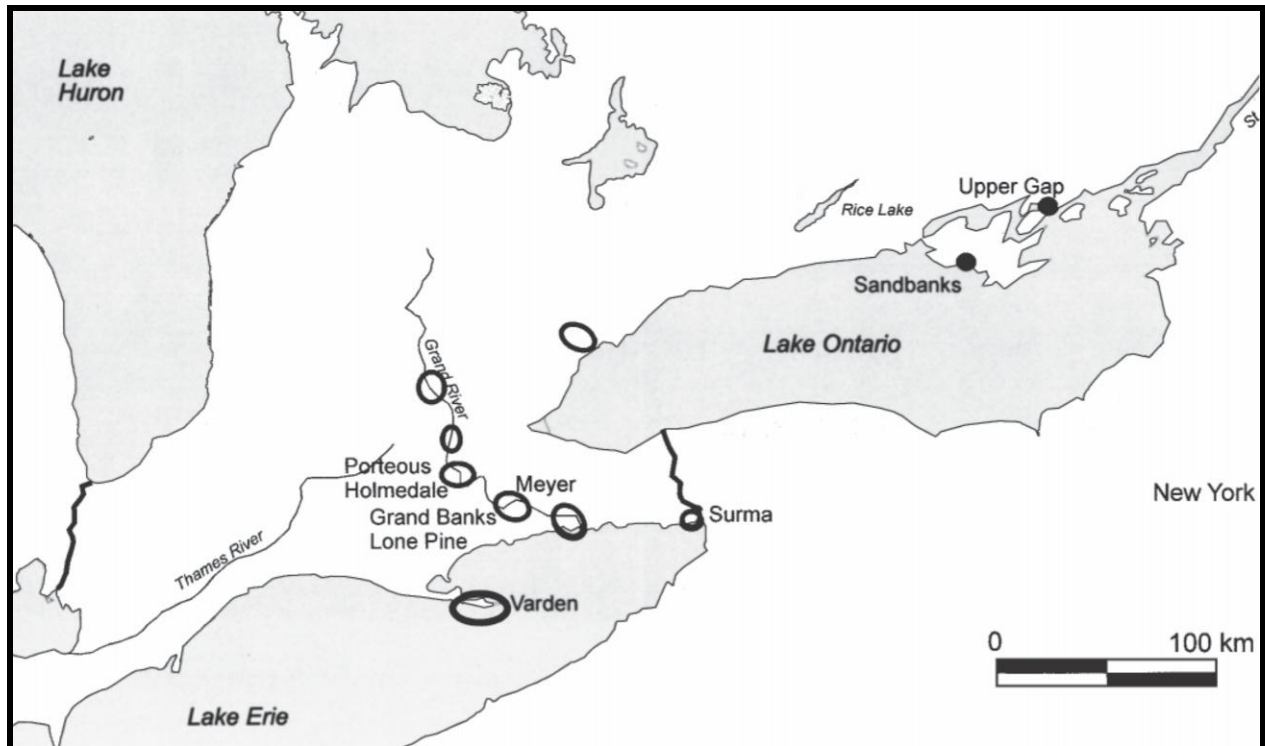 Lake
Huron
St
Upper Gap
Rice Lake
Sandbanks
Lake Ontario
Grand River
Porteous
Holmedale
Meyer
New York
Grand Banks
Surma
Lone Pine
Thames River
Varden
0 100 km
Lake Erie